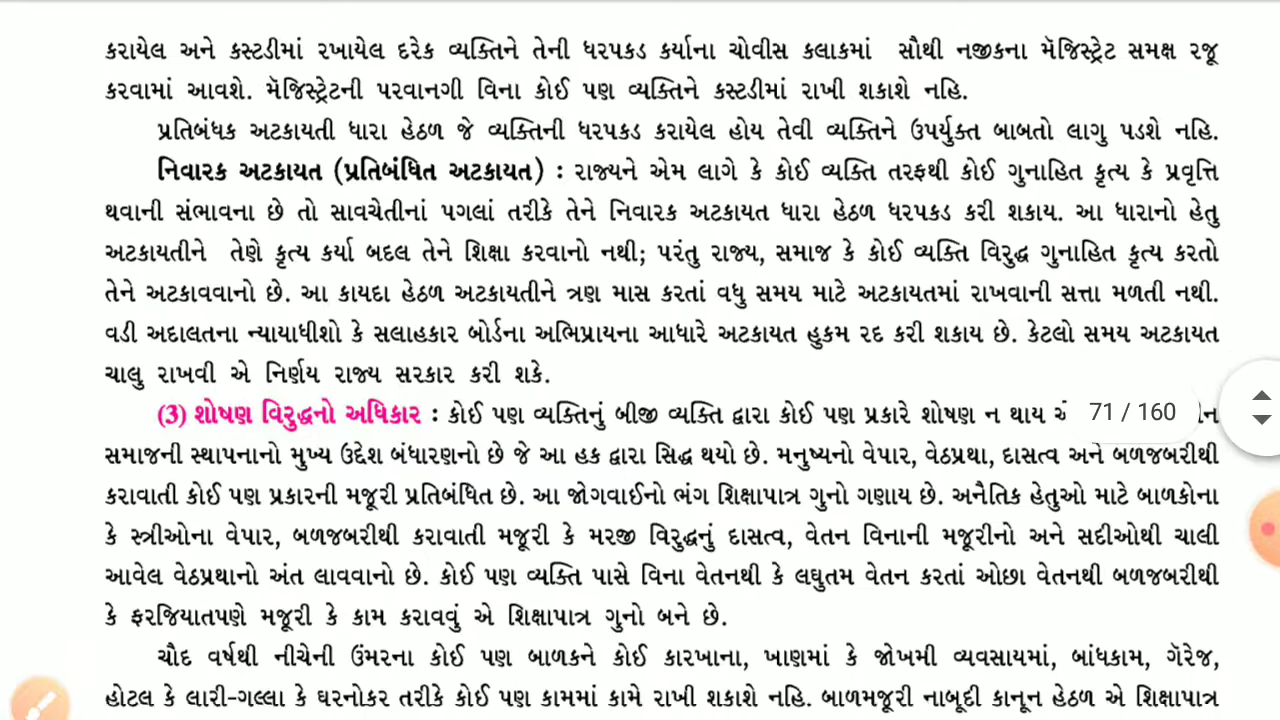 કરાયેલ અને કસ્ટડીમાં રખાયેલ દરેક વ્યક્તિને તેની ધરપકડ કર્યાના ચોવીસ કલાકમાં સૌથી નજીકના મૅજિસ્ટ્રેટ સમક્ષ રજૂ
કરવામાં આવશે. મૅજિસ્ટ્રેટની પરવાનગી વિના કોઈ પણ વ્યક્તિને કસ્ટડીમાં રાખી શકાશે નહિ.
પ્રતિબંધક અટકાયતી ધારા હેઠળ જે વ્યક્તિની ધરપકડ કરાયેલ હોય તેવી વ્યક્તિને ઉપર્યુક્ત બાબતો લાગુ પડશે નહિ.
નિવારક અટકાયત (પ્રતિબંધિત અટકાયત) : રાજ્યને એમ લાગે કે કોઈ વ્યક્તિ તરફથી કોઈ ગુનાહિત કૃત્ય કે પ્રવૃત્તિ
થવાની સંભાવના છે તો સાવચેતીનાં પગલાં તરીકે તેને નિવારક અટકાયત ધારા હેઠળ ધરપકડ કરી શકાય. આ ધારાનો હેતુ
અટકાયતીને તેણે કૃત્ય કર્યા બદલ તેને શિક્ષા કરવાનો નથી; પરંતુ રાજ્ય, સમાજ કે કોઈ વ્યક્તિ વિરુદ્ધ ગુનાહિત કૃત્ય કરતો
તેને અટકાવવાનો છે. આ કાયદા હેઠળ અટકાયતીને ત્રણ માસ કરતાં વધુ સમય માટે અટકાયતમાં રાખવાની સત્તા મળતી નથી.
વડી અદાલતના ન્યાયાધીશો કે સલાહકાર બોર્ડના અભિપ્રાયના આધારે અટકાયત હુકમ રદ કરી શકાય છે. કેટલો સમય અટકાયત
ચાલુ રાખવી એ નિર્ણય રાજ્ય સરકાર કરી શકે.
(3) શોષણ વિરુદ્ધનો અધિકાર : કોઈ પણ વ્યક્તિનું બીજી વ્યક્તિ દ્વારા કોઈ પણ પ્રકારે શોષણ ન થાય 71 / 160
સમાજની સ્થાપનાનો મુખ્ય ઉદ્દેશ બંધારણનો છે જે આ હક દ્વારા સિદ્ધ થયો છે. મનુષ્યનો વેપાર, વેઠપ્રથા, દાસત્વ અને બળજબરીથી
કરાવાતી કોઈ પણ પ્રકારની મજૂરી પ્રતિબંધિત છે. આ જોગવાઈનો ભંગ શિક્ષાપાત્ર ગુનો ગણાય છે. અનૈતિક હેતુઓ માટે બાળકોના
કે સ્ત્રીઓના વેપાર, બળજબરીથી કરાવાતી મજૂરી કે મરજી વિરુદ્ધનું દાસત્વ, વેતન વિનાની મજૂરીનો અને સદીઓથી ચાલી
આવેલ વેઠપ્રથાનો અંત લાવવાનો છે. કોઈ પણ વ્યક્તિ પાસે વિના વેતનથી કે લઘુતમ વેતન કરતાં ઓછા વેતનથી બળજબરીથી
કે ફરજિયાતપણે મજૂરી કે કામ કરાવવું એ શિક્ષાપાત્ર ગુનો બને છે.
ચૌદ વર્ષથી નીચેની ઉંમરના કોઈ પણ બાળકને કોઈ કારખાના, ખાણમાં કે જોખમી વ્યવસાયમાં, બાંધકામ, ગૅરેજ,
હોટલ કે લારી-ગલ્લા કે ઘરનોકર તરીકે કોઈ પણ કામમાં કામે રાખી શકાશે નહિ. બાળમજૂરી નાબૂદી કાનૂન હેઠળ એ શિક્ષાપાત્ર